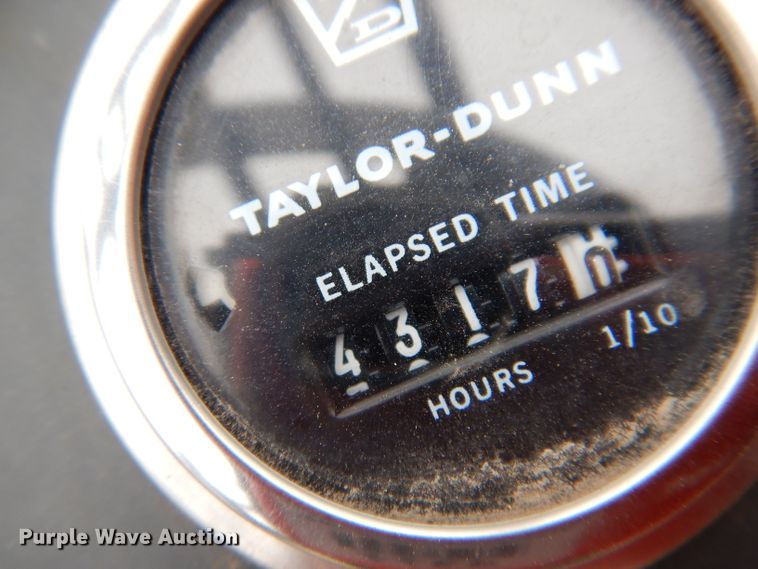 D
TAYLOR-DUNN
ELAPSED TIME
4317
HOURS 1/10
Purple Wave Auction